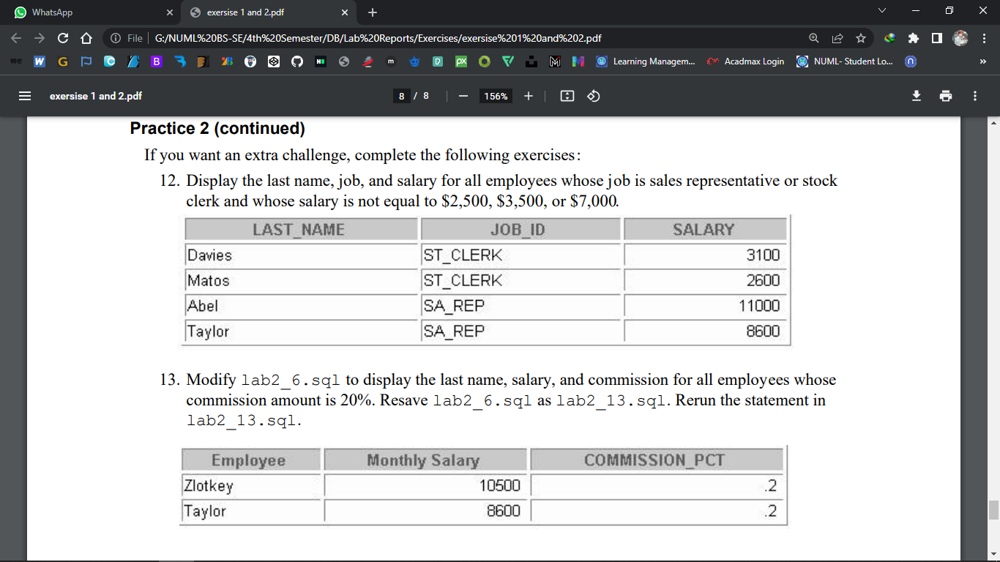 WhatsApp
exersise 1 and 2.pdf
File G:/NUML%20BS-SE/4th%20Semester/DB/Lab%20Reports/Exercises/exersise%201%20and%202.pdf
we W G B H m D px M Learning Managem... Acadmax Login NUML- Student Lo... n »
exersise 1 and 2.pdf 8 / 8 156%
Practice 2 (continued)
If you want an extra challenge, complete the following exercises:
12. Display the last name, job, and salary for all employees whose job is sales representative or stock
clerk and whose salary is not equal to $2,500, $3,500, or $7,000.
LAST_NAME JOB_ID SALARY
Davies ST_CLERK 3100
Matos ST_CLERK 2600
Abel SA_REP 11000
Taylor SA_REP 8600
13. Modify lab2_6.sql to display the last name, salary, and commission for all employees whose
commission amount is 20%. Resave lab2_6.sql as lab2_13.sql. Rerun the statement in
lab2_13.sql.
Employee Monthly Salary COMMISSION_PCT
Zlotkey 10500 .2
Taylor 8600 .2